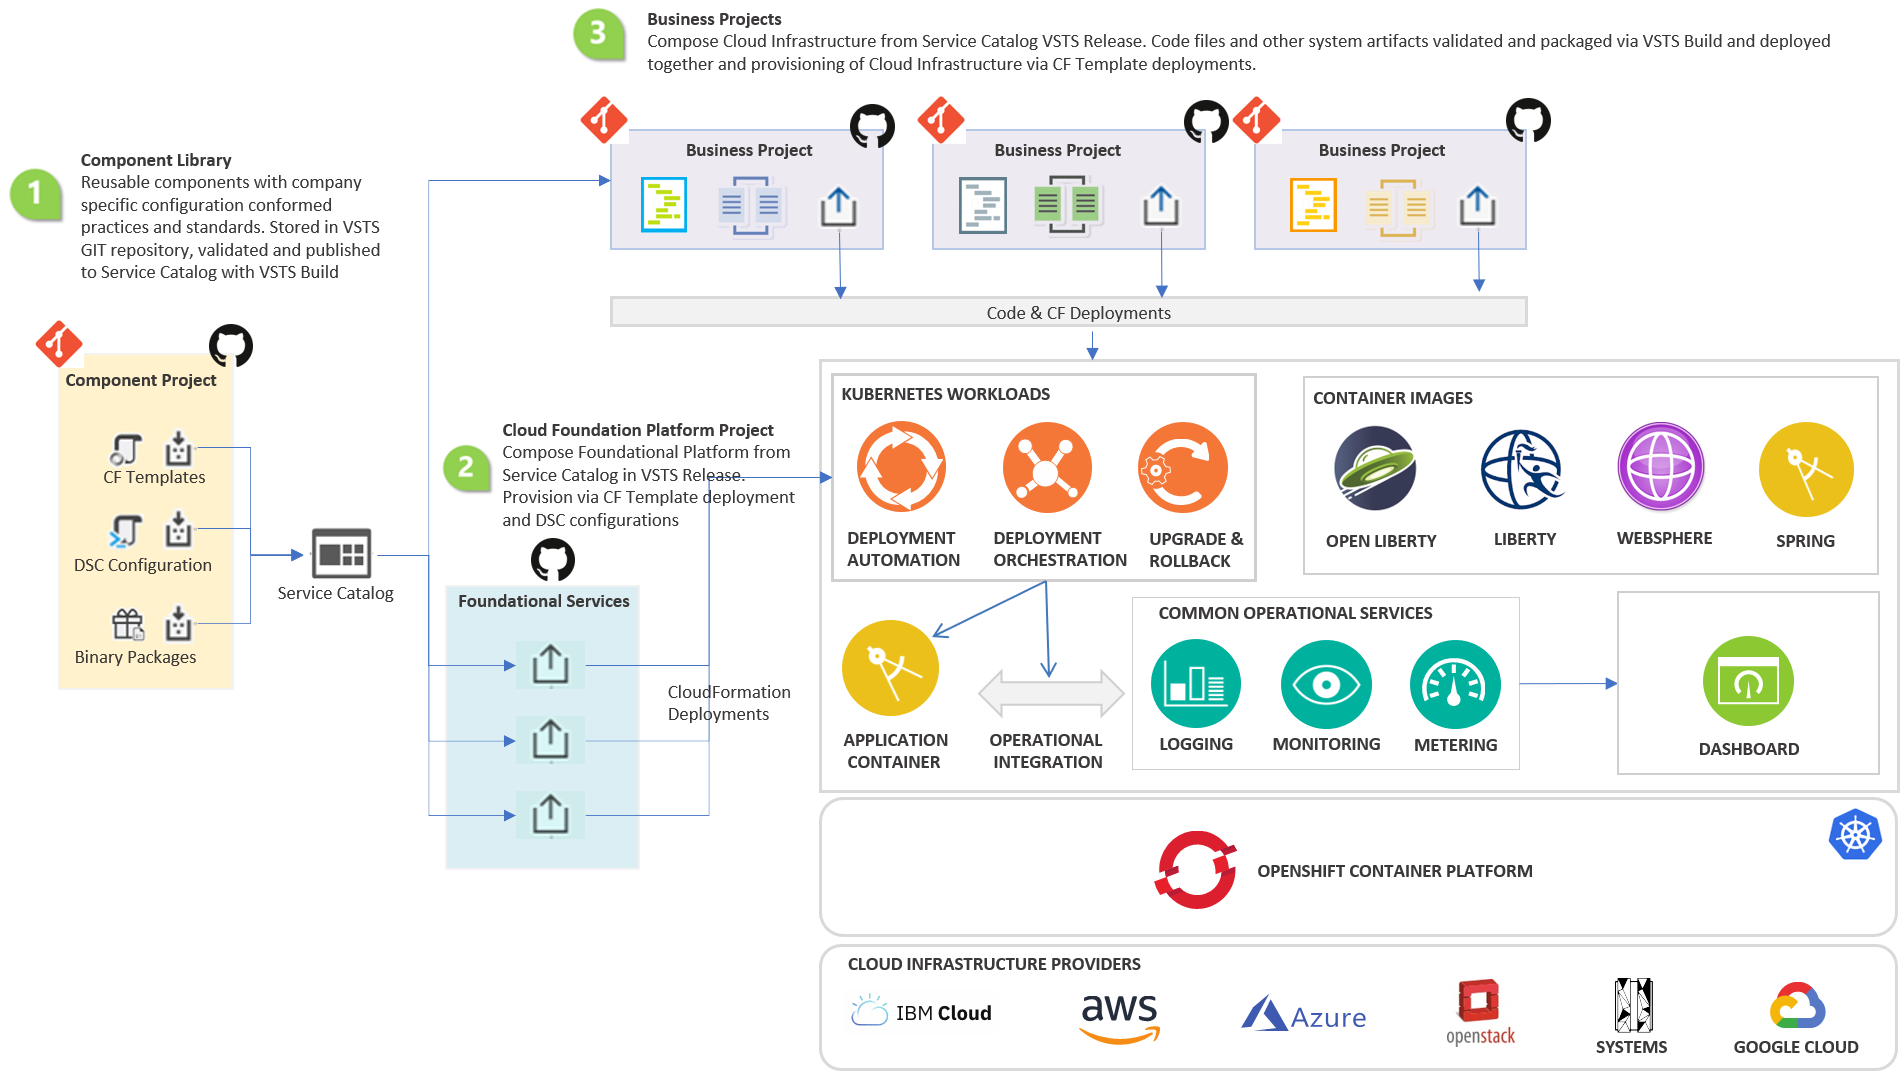 3
Business Projects
Compose Cloud Infrastructure from Service Catalog VSTS Release. Code files and other system artifacts validated and packaged via VSTS Build and deployed
together and provisioning of Cloud Infrastructure via CF Template deployments.
Business Project
Business Project
Business Project
Code & CF Deployments
1
Component Library
Reusable components with company
specific configuration conformed
practices and standards. Stored in VSTS
GIT repository, validated and published
to Service Catalog with VSTS Build
Component Project
CF Templates
DSC Configuration
Binary Packages
Service Catalog
2
Cloud Foundation Platform Project
Compose Foundational Platform from
Service Catalog in VSTS Release.
Provision via CF Template deployment
and DSC configurations
Foundational Services
CloudFormation
Deployments
KUBERNETES WORKLOADS
DEPLOYMENT
AUTOMATION
DEPLOYMENT
ORCHESTRATION
UPGRADE &
ROLLBACK
CONTAINER IMAGES
OPEN LIBERTY
LIBERTY
WEBSPHERE
SPRING
APPLICATION
CONTAINER
OPERATIONAL
INTEGRATION
COMMON OPERATIONAL SERVICES
LOGGING
MONITORING
METERING
DASHBOARD
OPENSHIFT CONTAINER PLATFORM
CLOUD INFRASTRUCTURE PROVIDERS
IBM Cloud
aws
Azure
openstack
SYSTEMS
GOOGLE CLOUD